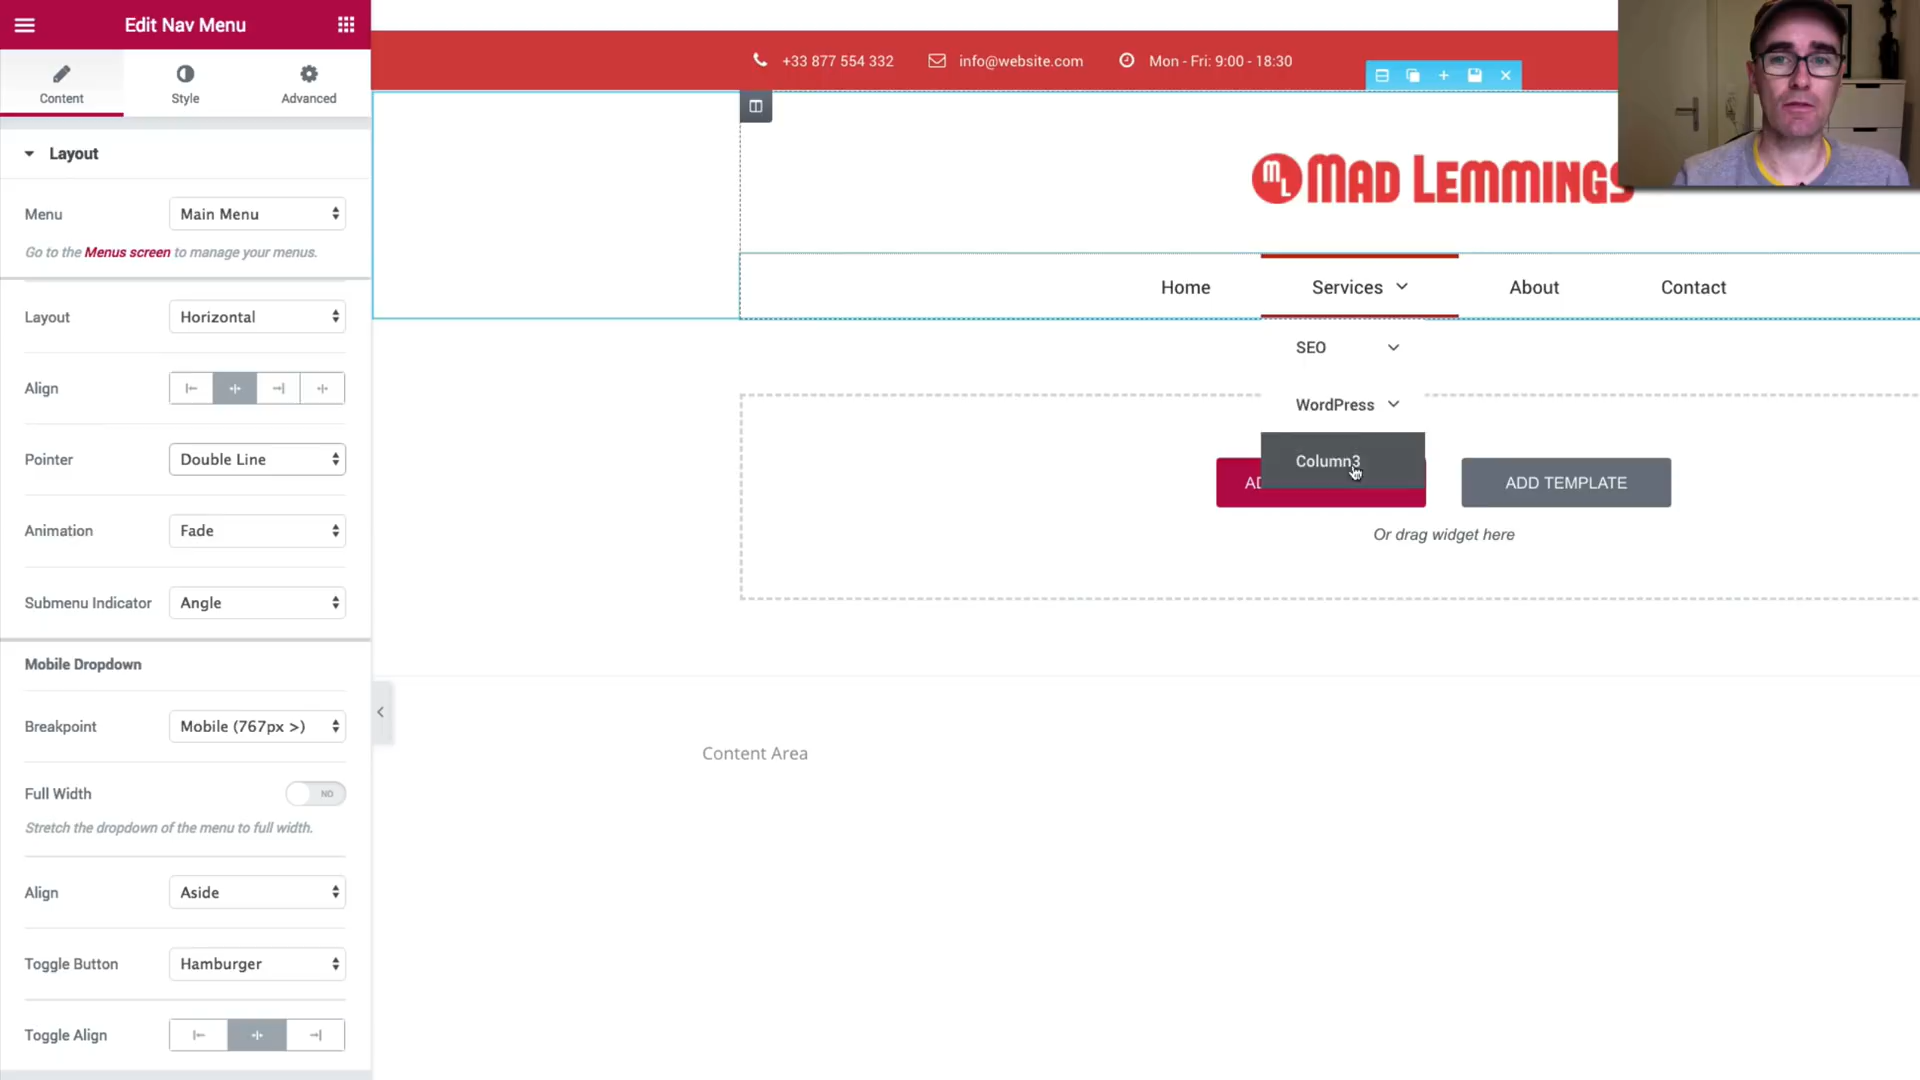 Edit Nav Menu
Content
Style
Advanced
Layout
Menu
Main Menu
Go to the Menus screen to manage your menus.
Layout
Horizontal
Align
Pointer
Double Line
Animation
Fade
Submenu Indicator
Angle
Mobile Dropdown
Breakpoint
Mobile (767px >)
Full Width
NO
Stretch the dropdown of the menu to full width.
Align
Aside
Toggle Button
Hamburger
Toggle Align
+33 877 554 332
info@website.com
Mon - Fri: 9:00 - 18:30
ML
MAD LEMMINGS
Home
Services
About
Contact
SEO
WordPress
Column3
AD
ADD TEMPLATE
Or drag widget here
Content Area